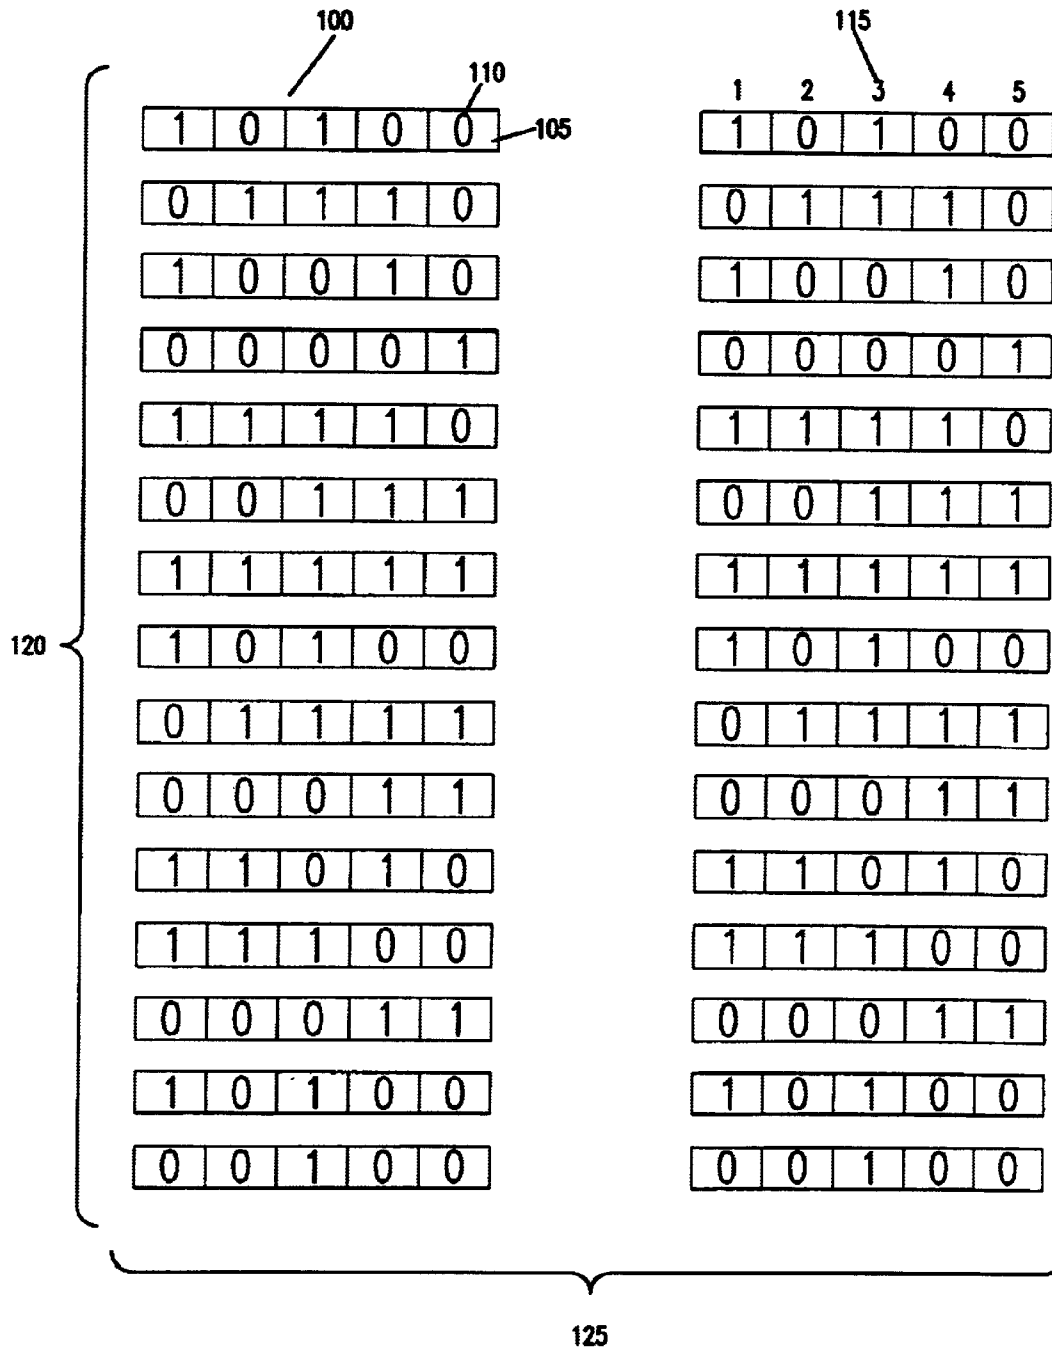 100 115
110
1 2 3 4 5
1 0 1 0 0 105 1 0 1 0 0
0 1 1 1 0 0 1 1 1 0
1 0 0 1 0 1 0 0 1 0
0 0 0 0 1 0 0 0 0 1
1 1 1 1 0 1 1 1 1 0
0 0 1 1 1 0 0 1 1 1
1 1 1 1 1 1 1 1 1 1
120 1 0 1 0 0 1 0 1 0 0
0 1 1 1 1 0 1 1 1 1
0 0 0 1 1 0 0 0 1 1
1 1 0 1 0 1 1 0 1 0
1 1 1 0 0 1 1 1 0 0
0 0 0 1 1 0 0 0 1 1
1 0 1 0 0 1 0 1 0 0
0 0 1 0 0 0 0 1 0 0
125